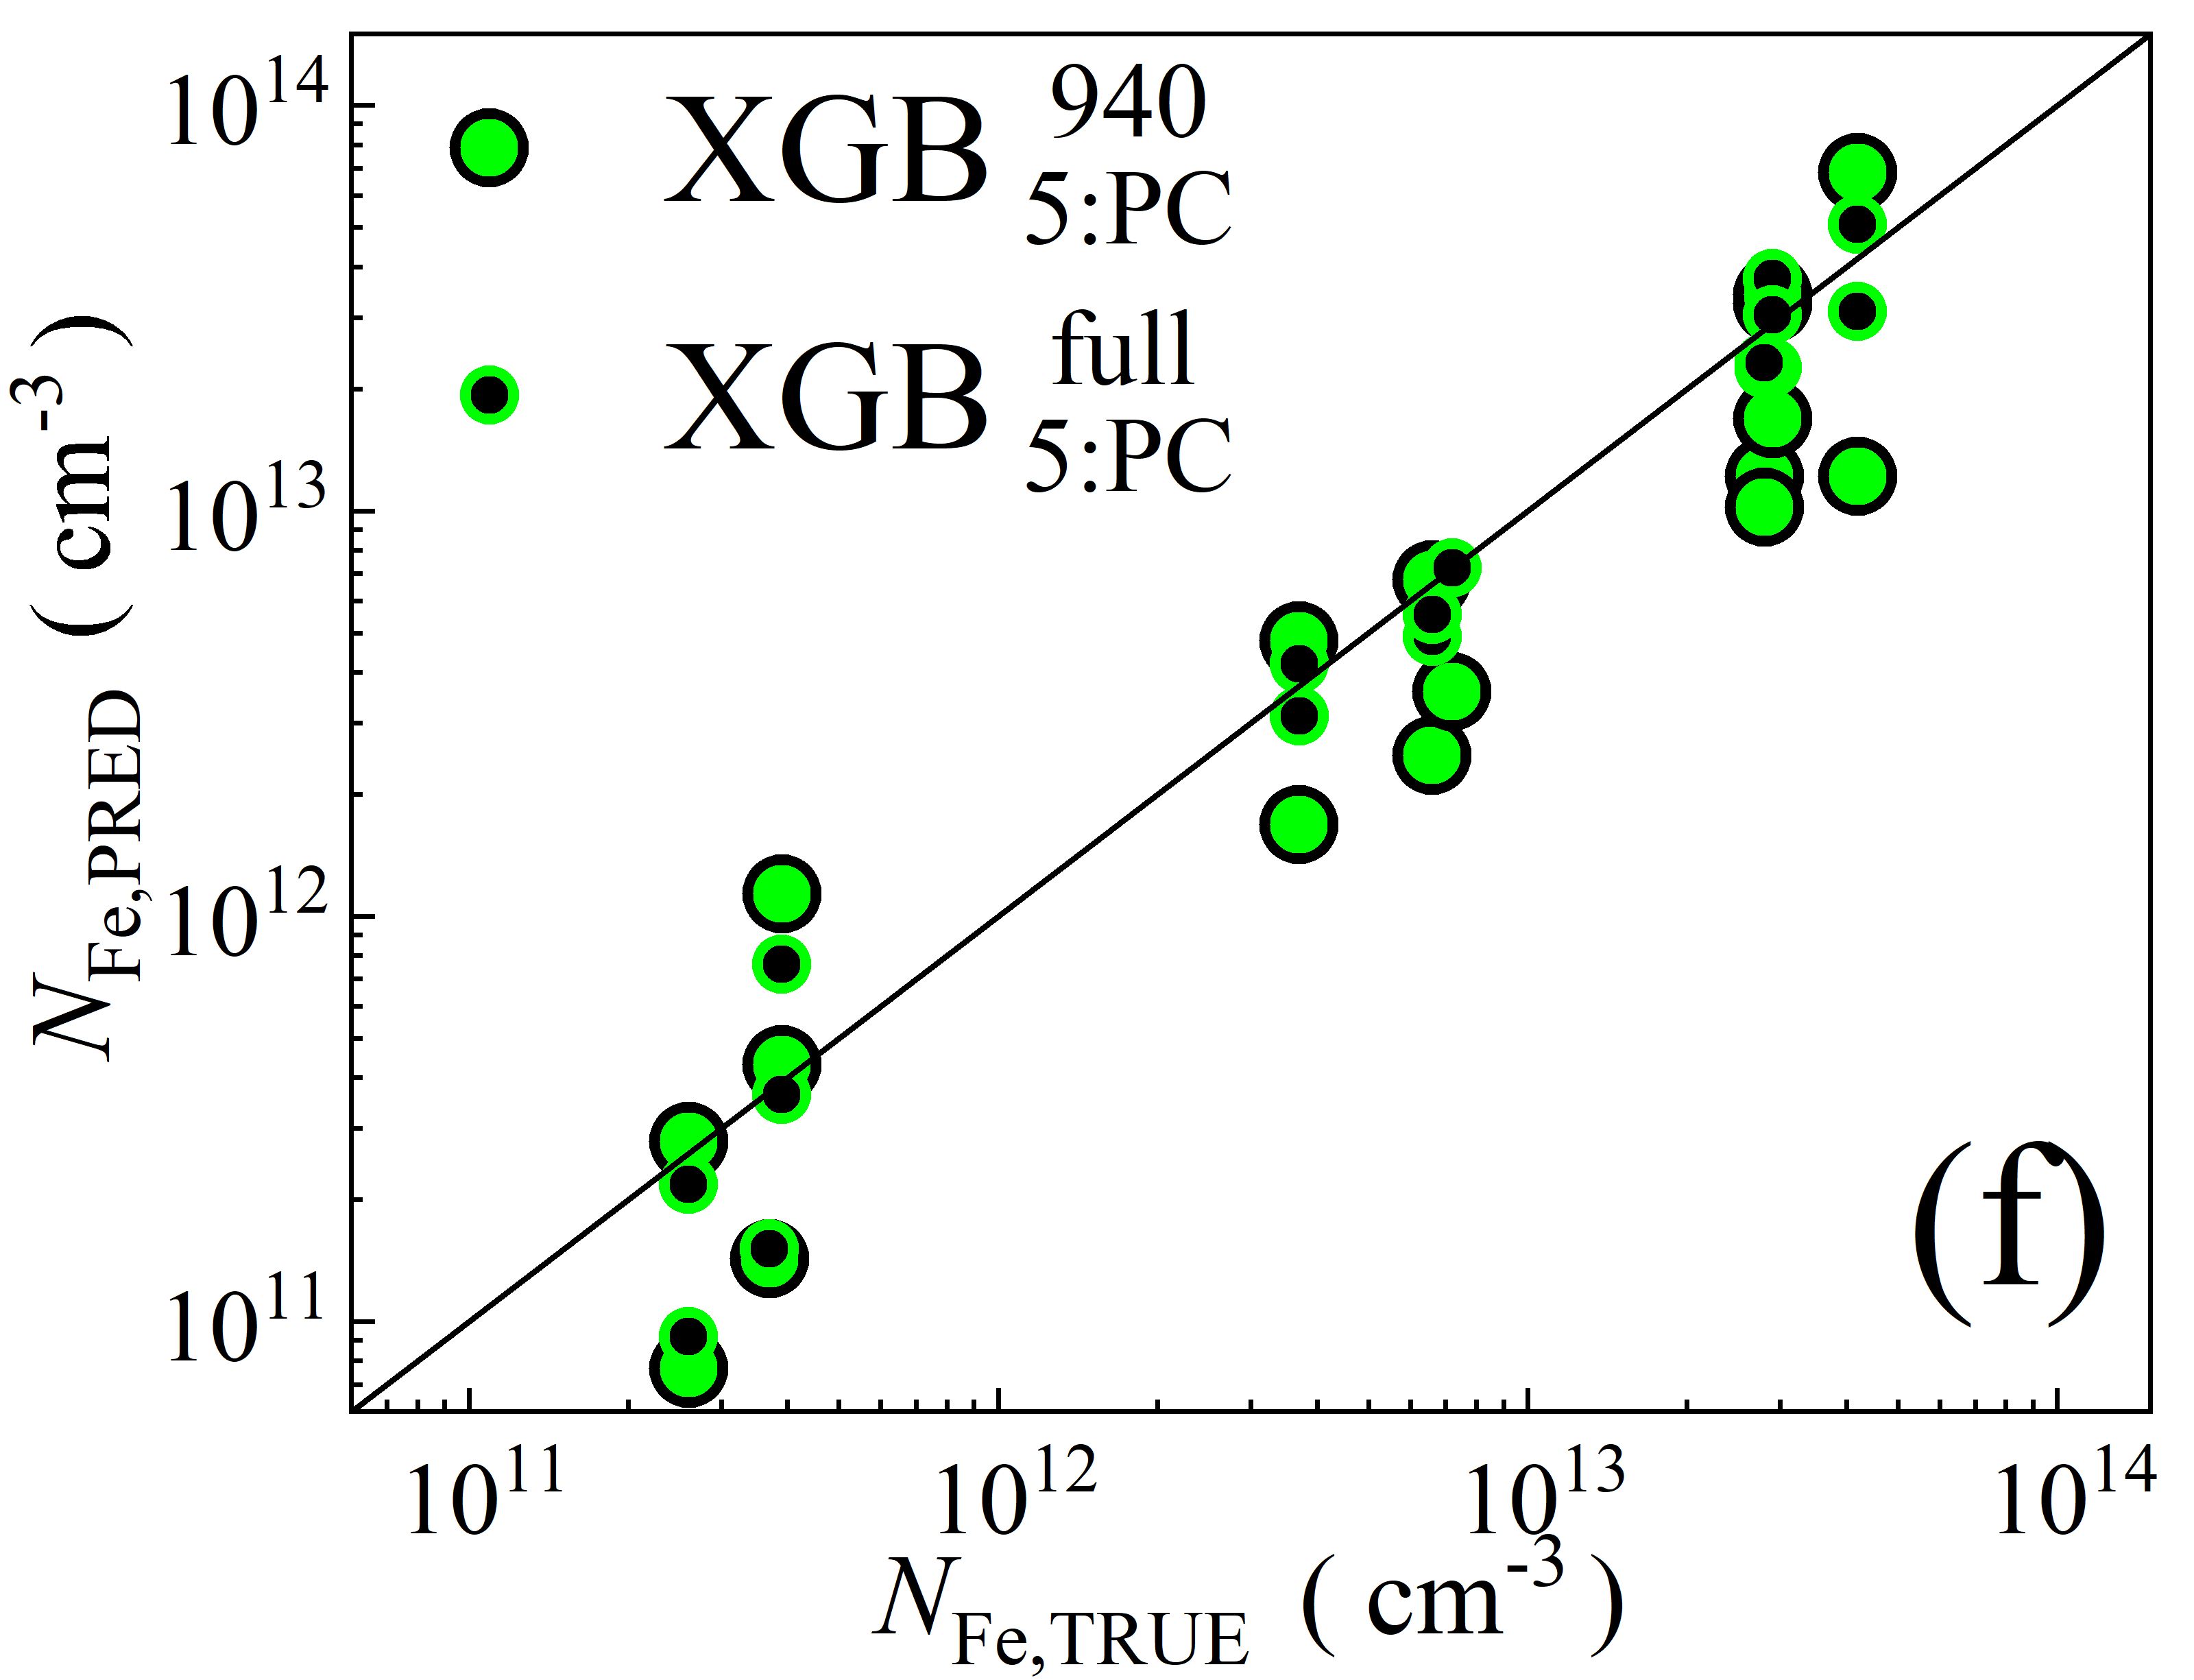 10^14
10^13
10^12
10^11
N_Fe,PRED ( cm^-3 )
XGB 940 5:PC
XGB full 5:PC
(f)
10^11 10^12 10^13 10^14
N_Fe,TRUE ( cm^-3 )